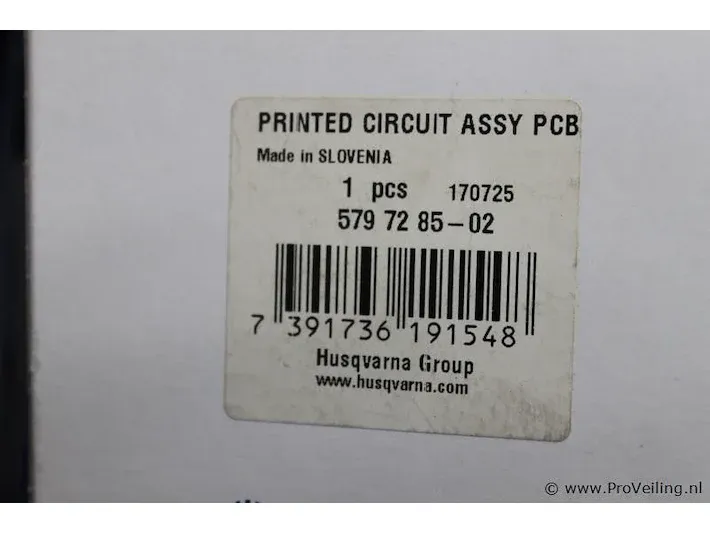 PRINTED CIRCUIT ASSY PCB
Made in SLOVENIA
1 pcs 170725
579 72 85-02
7 391736 191548
Husqvarna Group
www.husqvarna.com
© www.ProVeiling.nl